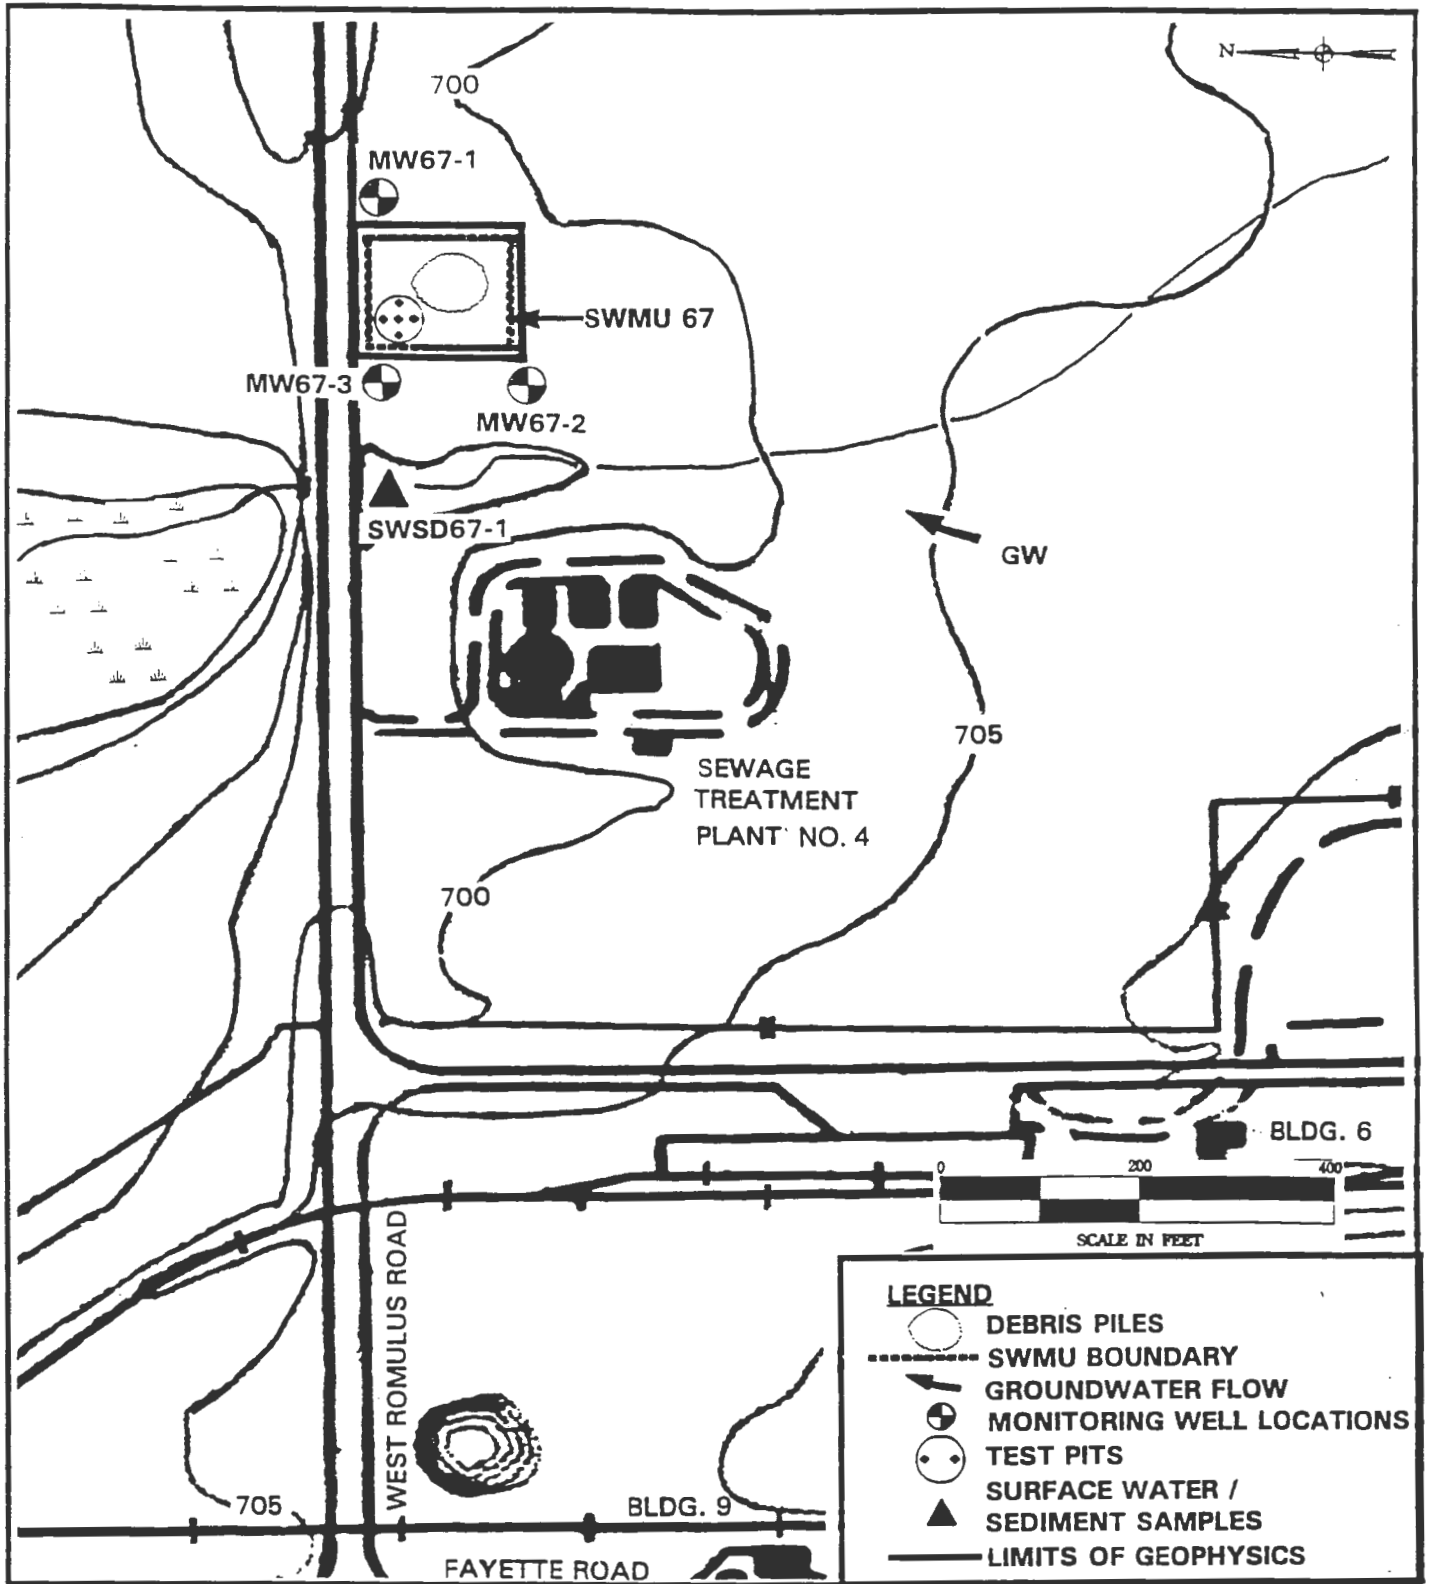 N
700
MW67-1
SWMU 67
MW67-3
MW67-2
SWSD67-1
GW
705
SEWAGE
TREATMENT
PLANT NO. 4
700
BLDG. 6
0 200 400
SCALE IN FEET
WEST ROMULUS ROAD
705
BLDG. 9
FAYETTE ROAD
LEGEND
DEBRIS PILES
SWMU BOUNDARY
GROUNDWATER FLOW
MONITORING WELL LOCATIONS
TEST PITS
SURFACE WATER /
SEDIMENT SAMPLES
LIMITS OF GEOPHYSICS